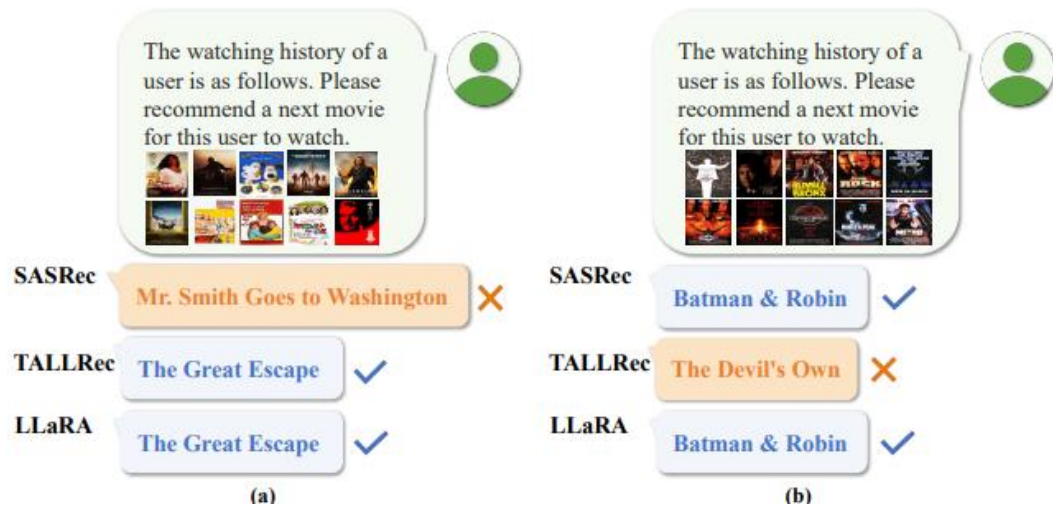 The watching history of a
user is as follows. Please
recommend a next movie
for this user to watch.
SASRec
Mr. Smith Goes to Washington
TALLRec
The Great Escape
LLaRA
The Great Escape
(a)
The watching history of a
user is as follows. Please
recommend a next movie
for this user to watch.
ROCK
SASRec
Batman & Robin
TALLRec
The Devil's Own
LLaRA
Batman & Robin
(b)